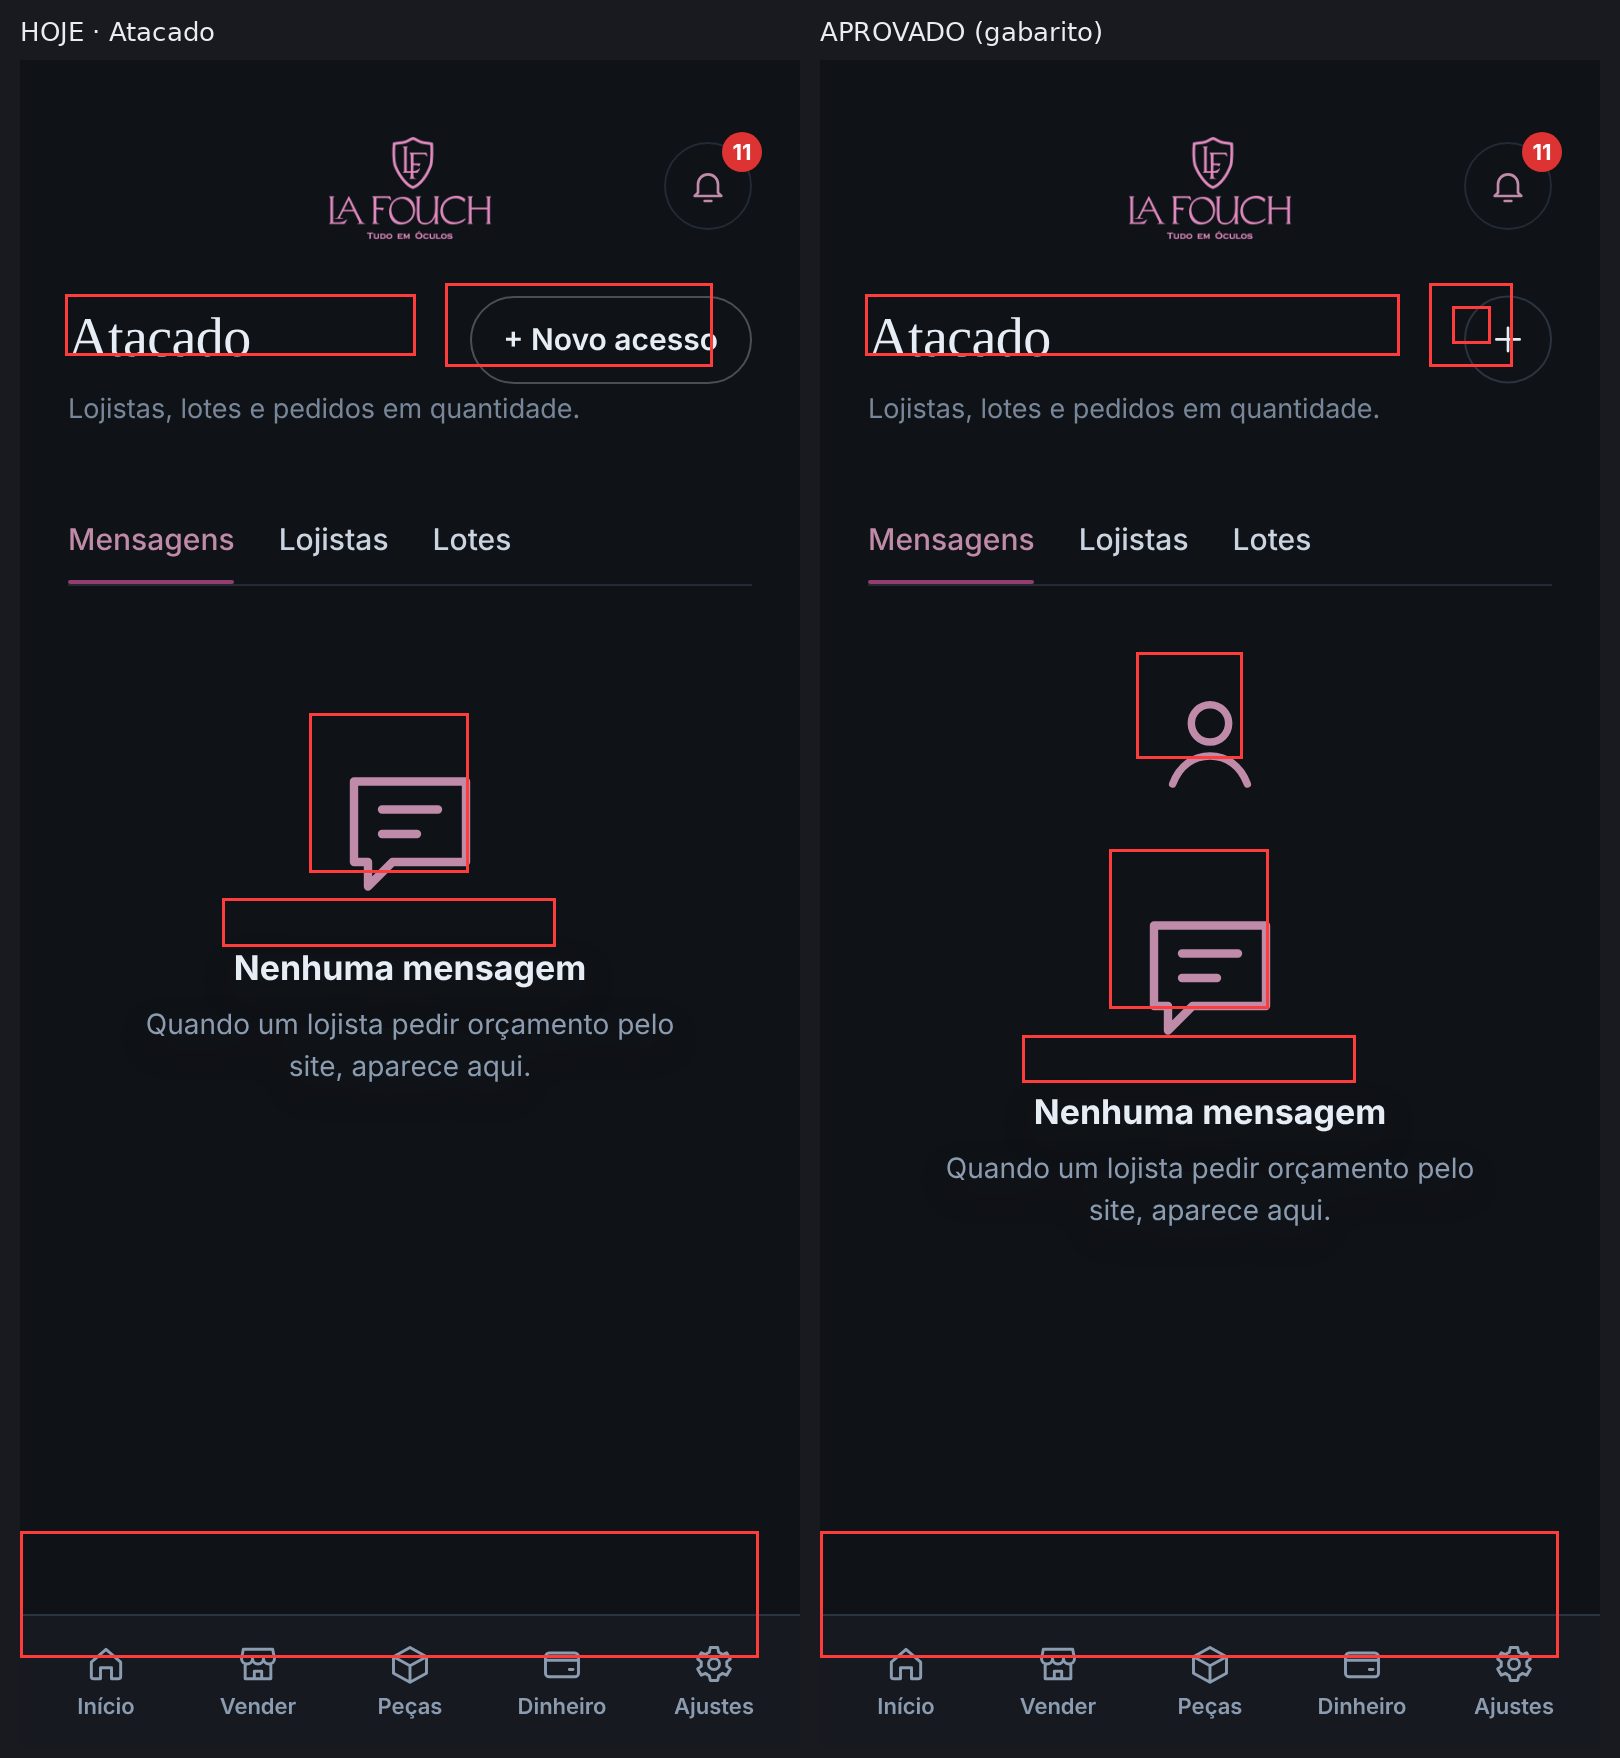 HOJE · Atacado
LF
LA FOUCH
TUDO EM ÓCULOS
11
Atacado
+ Novo acesso
Lojistas, lotes e pedidos em quantidade.
Mensagens Lojistas Lotes
Nenhuma mensagem
Quando um lojista pedir orçamento pelo
site, aparece aqui.
Início Vender Peças Dinheiro Ajustes
APROVADO (gabarito)
LF
LA FOUCH
TUDO EM ÓCULOS
11
Atacado
+
Lojistas, lotes e pedidos em quantidade.
Mensagens Lojistas Lotes
Nenhuma mensagem
Quando um lojista pedir orçamento pelo
site, aparece aqui.
Início Vender Peças Dinheiro Ajustes